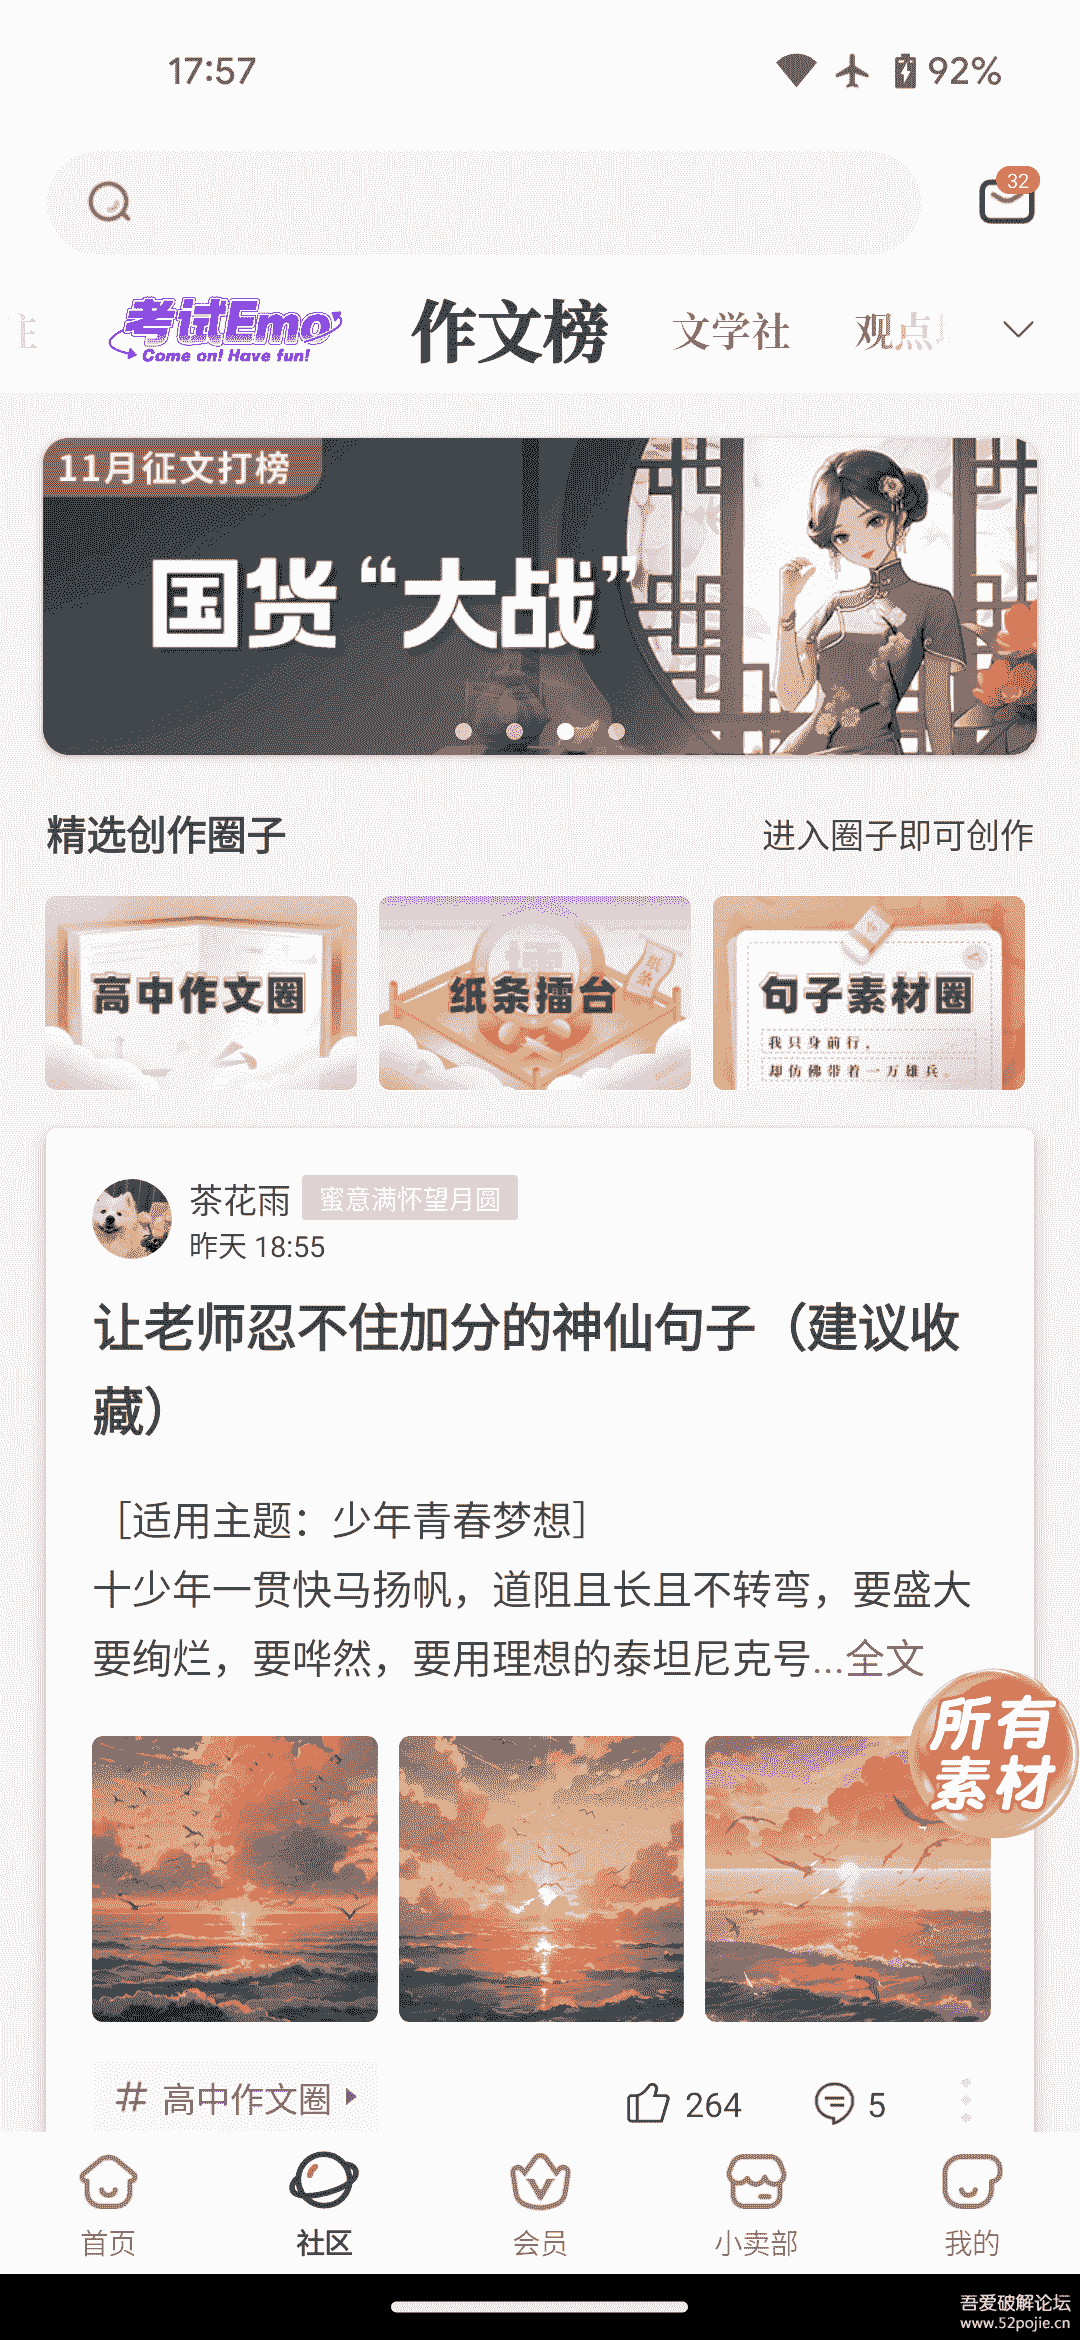 17:57
92%
32
主
考试Emo
Come on! Have fun!
作文榜
文学社
观点
11月征文打榜
国货“大战”
精选创作圈子
进入圈子即可创作
高中作文圈
纸条擂台
纸条
句子素材圈
我只身前行,
却仿佛带着一万雄兵。
茶花雨
蜜意满怀望月圆
昨天 18:55
让老师忍不住加分的神仙句子（建议收
藏）
［适用主题：少年青春梦想］
十少年一贯快马扬帆，道阻且长且不转弯，要盛大
要绚烂，要哗然，要用理想的泰坦尼克号...全文
所有
素材
# 高中作文圈
264
5
首页
社区
会员
小卖部
我的
吾爱破解论坛
www.52pojie.cn